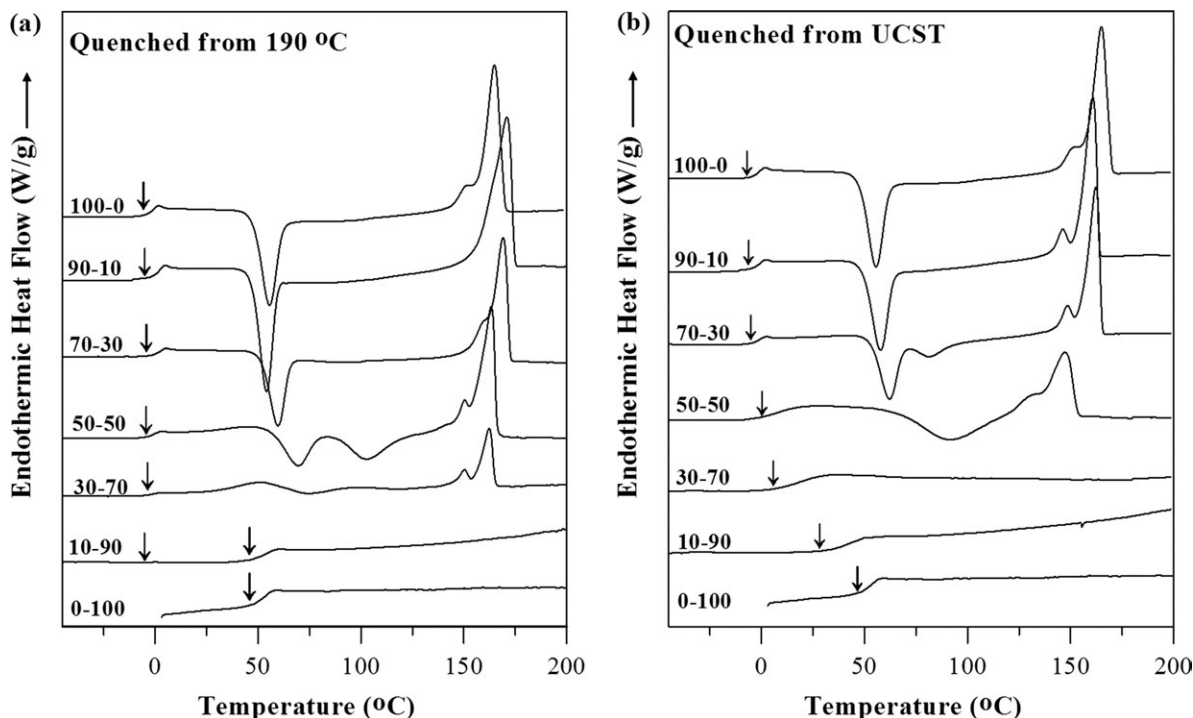 (a)
Quenched from 190 ºC
Endothermic Heat Flow (W/g)
100-0
90-10
70-30
50-50
30-70
10-90
0-100
0 50 100 150 200
Temperature (ºC)
(b)
Quenched from UCST
Endothermic Heat Flow (W/g)
100-0
90-10
70-30
50-50
30-70
10-90
0-100
0 50 100 150 200
Temperature (ºC)